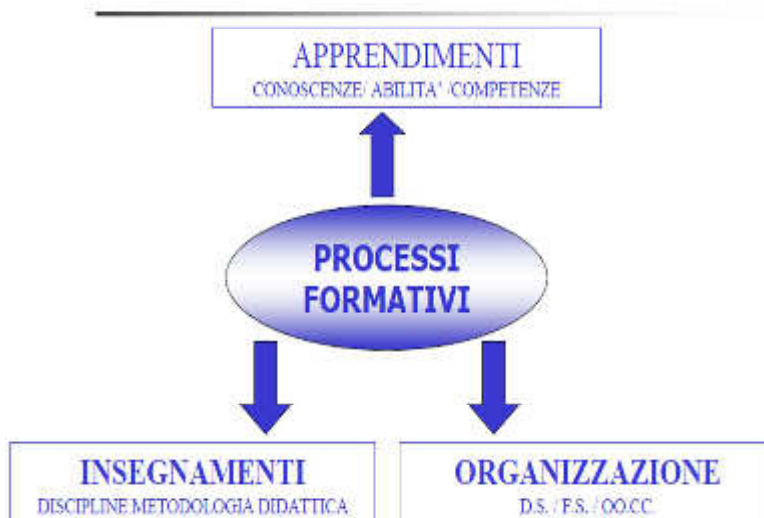 APPRENDIMENTI
CONOSCENZE/ ABILITA' /COMPETENZE
PROCESSI
FORMATIVI
INSEGNAMENTI
DISCIPLINE METODOLOGIA DIDATTICA
ORGANIZZAZIONE
D.S. / F.S. / OO.CC.